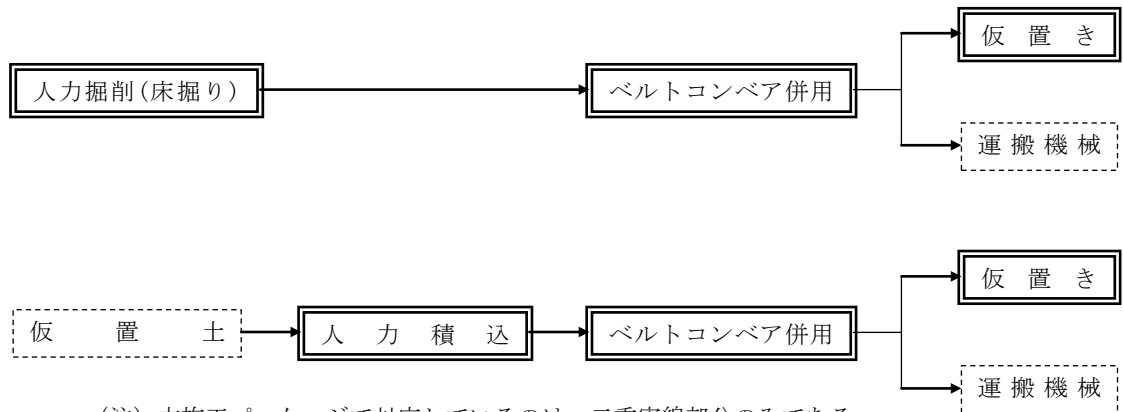 仮置き
人力掘削(床掘り)
ベルトコンベア併用
運搬機械
仮置き
仮置土
人力積込
ベルトコンベア併用
運搬機械